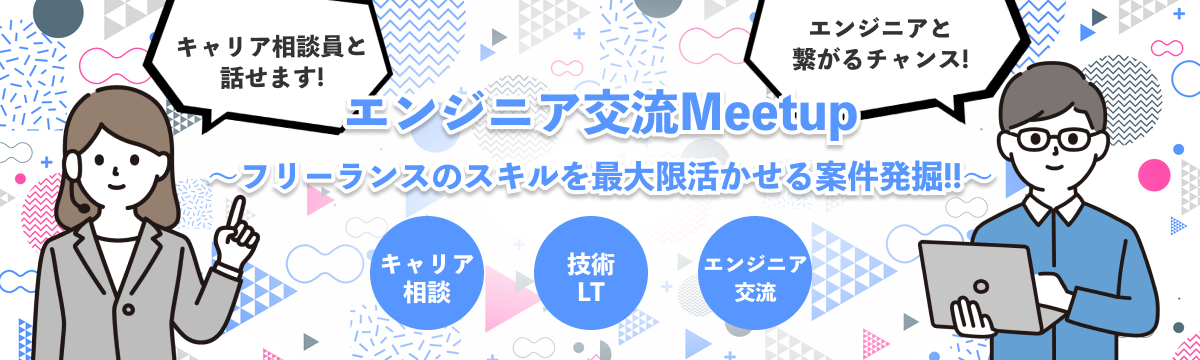 キャリア相談員と
話せます!
エンジニアと
繋がるチャンス!
エンジニア交流Meetup
〜フリーランスのスキルを最大限活かせる案件発掘!!〜
キャリア
相談
技術
LT
エンジニア
交流